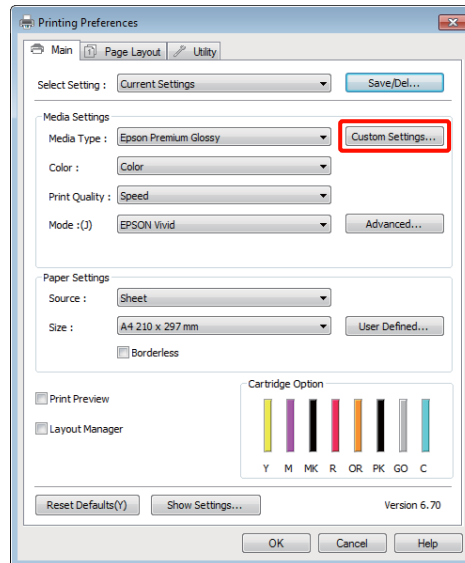 Printing Preferences
Main Page Layout Utility
Select Setting : Current Settings Save/Del...
Media Settings
Media Type : Epson Premium Glossy Custom Settings...
Color : Color
Print Quality : Speed
Mode :(J) EPSON Vivid Advanced...
Paper Settings
Source : Sheet
Size : A4 210 x 297 mm User Defined...
Borderless
Cartridge Option
Print Preview
Layout Manager
Y M MK R OR PK GO C
Reset Defaults(Y) Show Settings... Version 6.70
OK Cancel Help